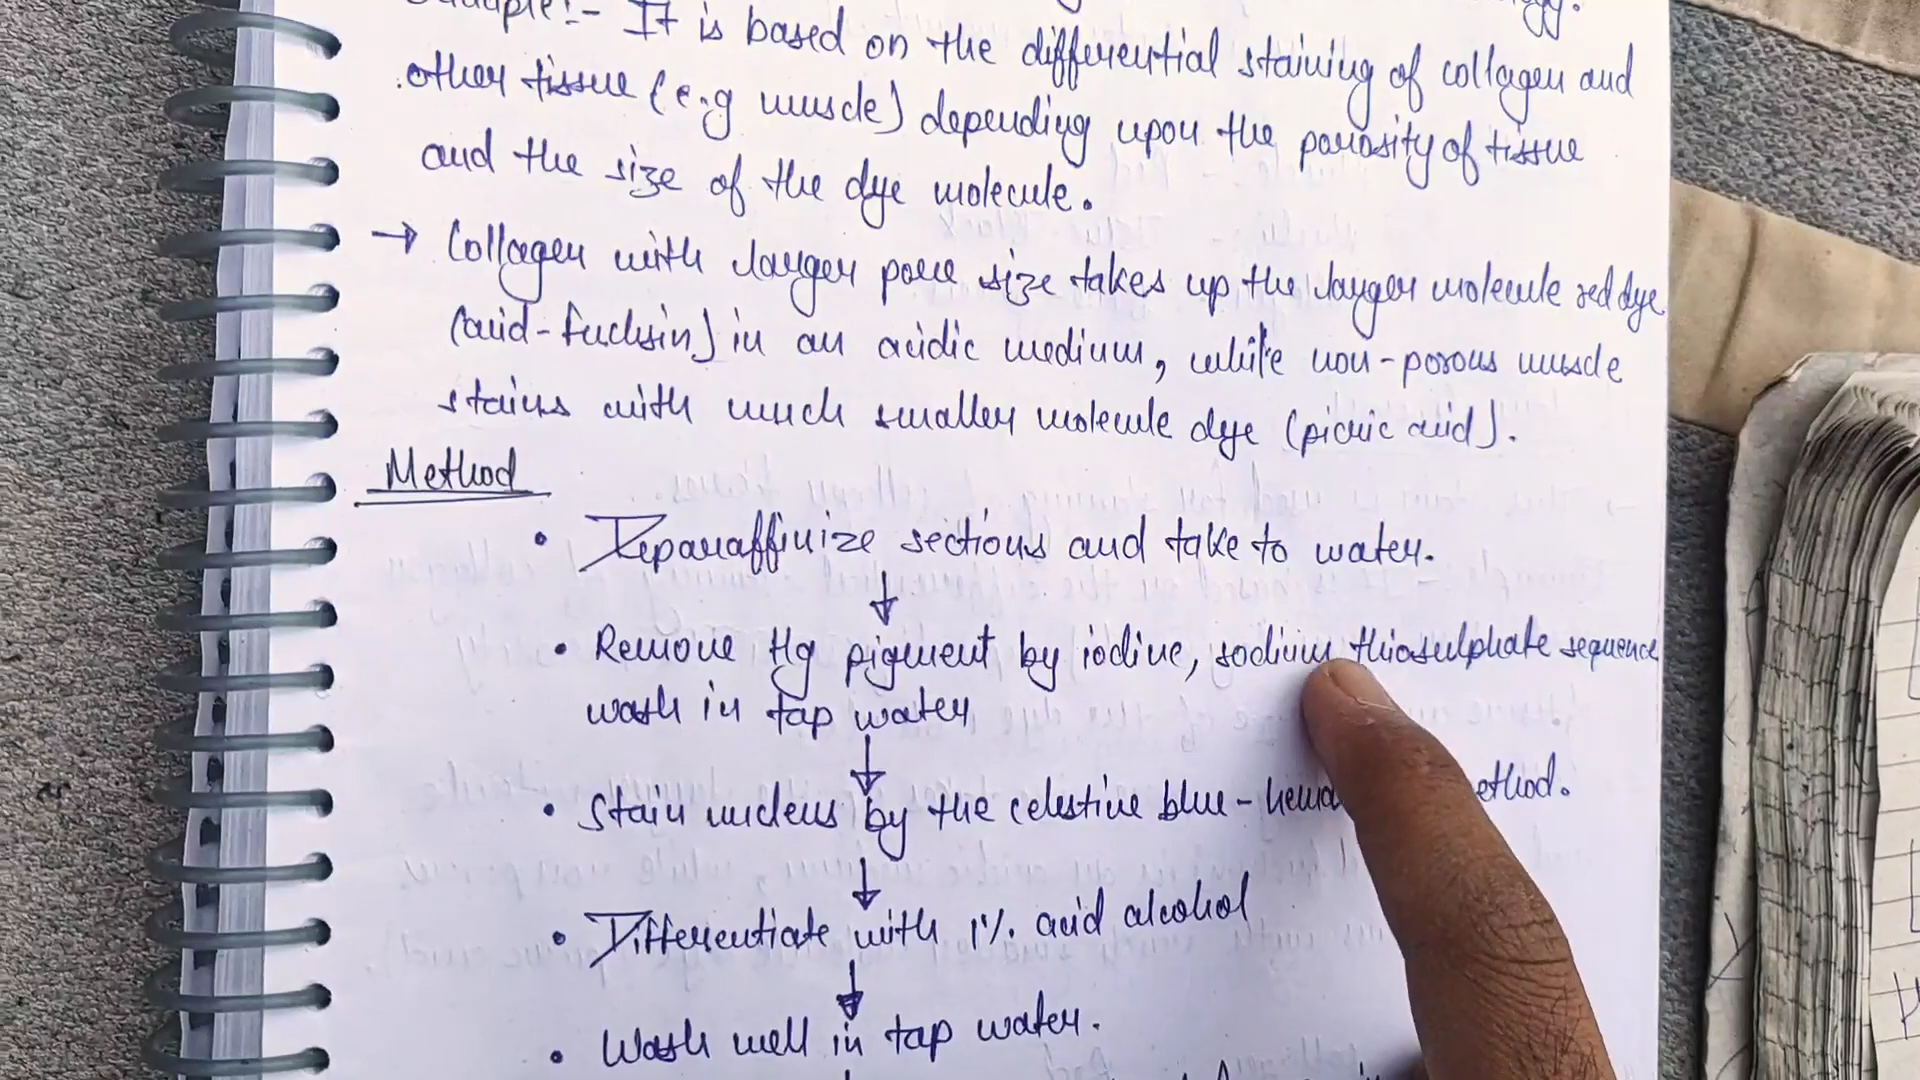 :- It is based on the differential staining of collagen and
other tissue (e.g muscle) depending upon the porosity of tissue
and the size of the dye molecule.
→ Collagen with larger pore size takes up the larger molecule red dye
(acid-fuchsin) in an acidic medium, while non-porous muscle
stains with much smaller molecule dye (picric acid).
Method
• Deparaffinize sections and take to water.
↓
• Remove Hg pigment by iodine, sodium thiosulphate sequence
wash in tap water
↓
• Stain nucleus by the celestine blue-
↓
• Differentiate with 1% acid alcohol
↓
• Wash well in tap water.